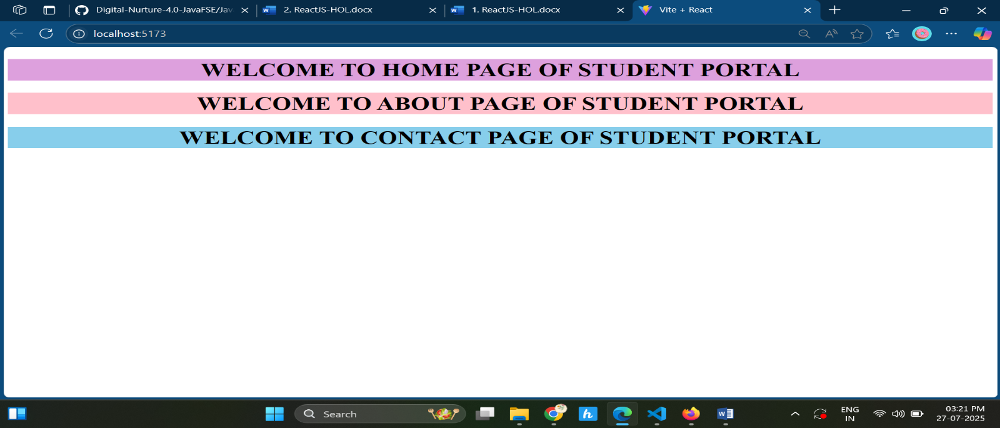 Digital-Nurture-4.0-JavaFSE/Jav
2. ReactJS-HOL.docx
1. ReactJS-HOL.docx
Vite + React
localhost:5173
WELCOME TO HOME PAGE OF STUDENT PORTAL
WELCOME TO ABOUT PAGE OF STUDENT PORTAL
WELCOME TO CONTACT PAGE OF STUDENT PORTAL
Search
ENG
IN
03:21 PM
27-07-2025